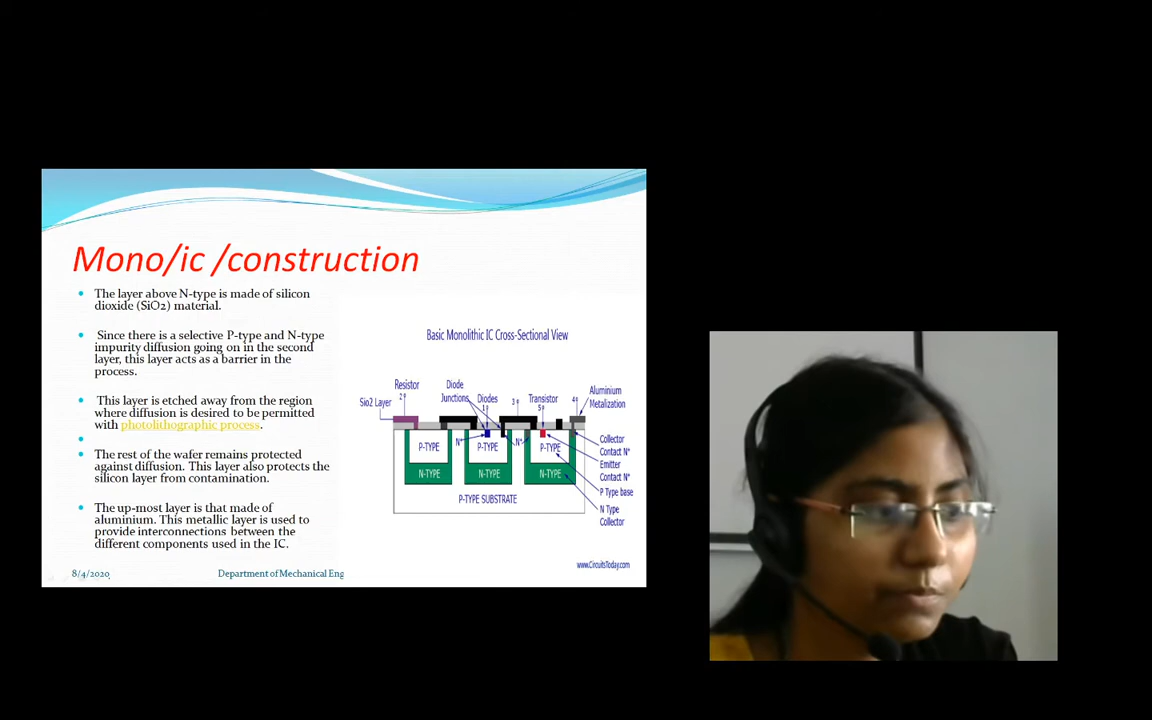 Mono/ic /construction
The layer above N-type is made of silicon
dioxide (SiO2) material.
Since there is a selective P-type and N-type
impurity diffusion going on in the second
layer, this layer acts as a barrier in the
process.
This layer is etched away from the region
where diffusion is desired to be permitted
with photolithographic process.
The rest of the wafer remains protected
against diffusion. This layer also protects the
silicon layer from contamination.
The up-most layer is that made of
aluminium. This metallic layer is used to
provide interconnections between the
different components used in the IC.
8/4/2020
Department of Mechanical Eng
Basic Monolithic IC Cross-Sectional View
Resistor
2
Sio2 Layer
Diode
Junctions
Diodes
1
3
Transistor
5
4
Aluminium
Metalization
N+
N+
P-TYPE
P-TYPE
P-TYPE
N-TYPE
N-TYPE
N-TYPE
P-TYPE SUBSTRATE
Collector
Contact N+
Emitter
Contact N+
P Type base
N Type
Collector
www.CircuitsToday.com